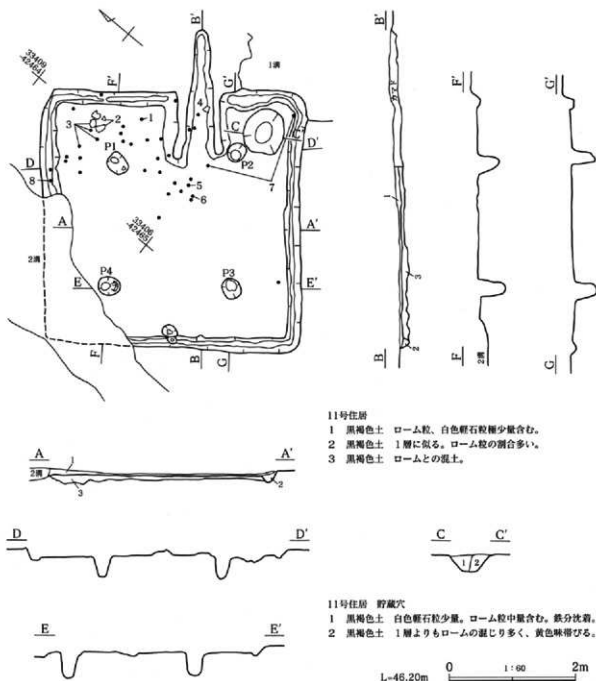 B'
1溝
33409
-42464
F'
G'
1
2
3
4
C
C'
P1
P2
D
D'
8
7
5
6
A
A'
33406
-42465
2溝
P4
P3
E
E'
F
B
G
B'
カマド
1
3
2
B
F'
F
2溝
G'
G
11号住居
1 黒褐色土 ローム粒、白色軽石粒極少量含む。
2 黒褐色土 1層に似る。ローム粒の割合多い。
3 黒褐色土 ロームとの混土。
A
A'
1
2溝
3
2
D
D'
C
C'
1
2
11号住居 貯蔵穴
1 黒褐色土 白色軽石粒少量。ローム粒中量含む。鉄分沈着。
2 黒褐色土 1層よりもロームの混じり多く、黄色味帯びる。
E
E'
L=46.20m
0
1:60
2m